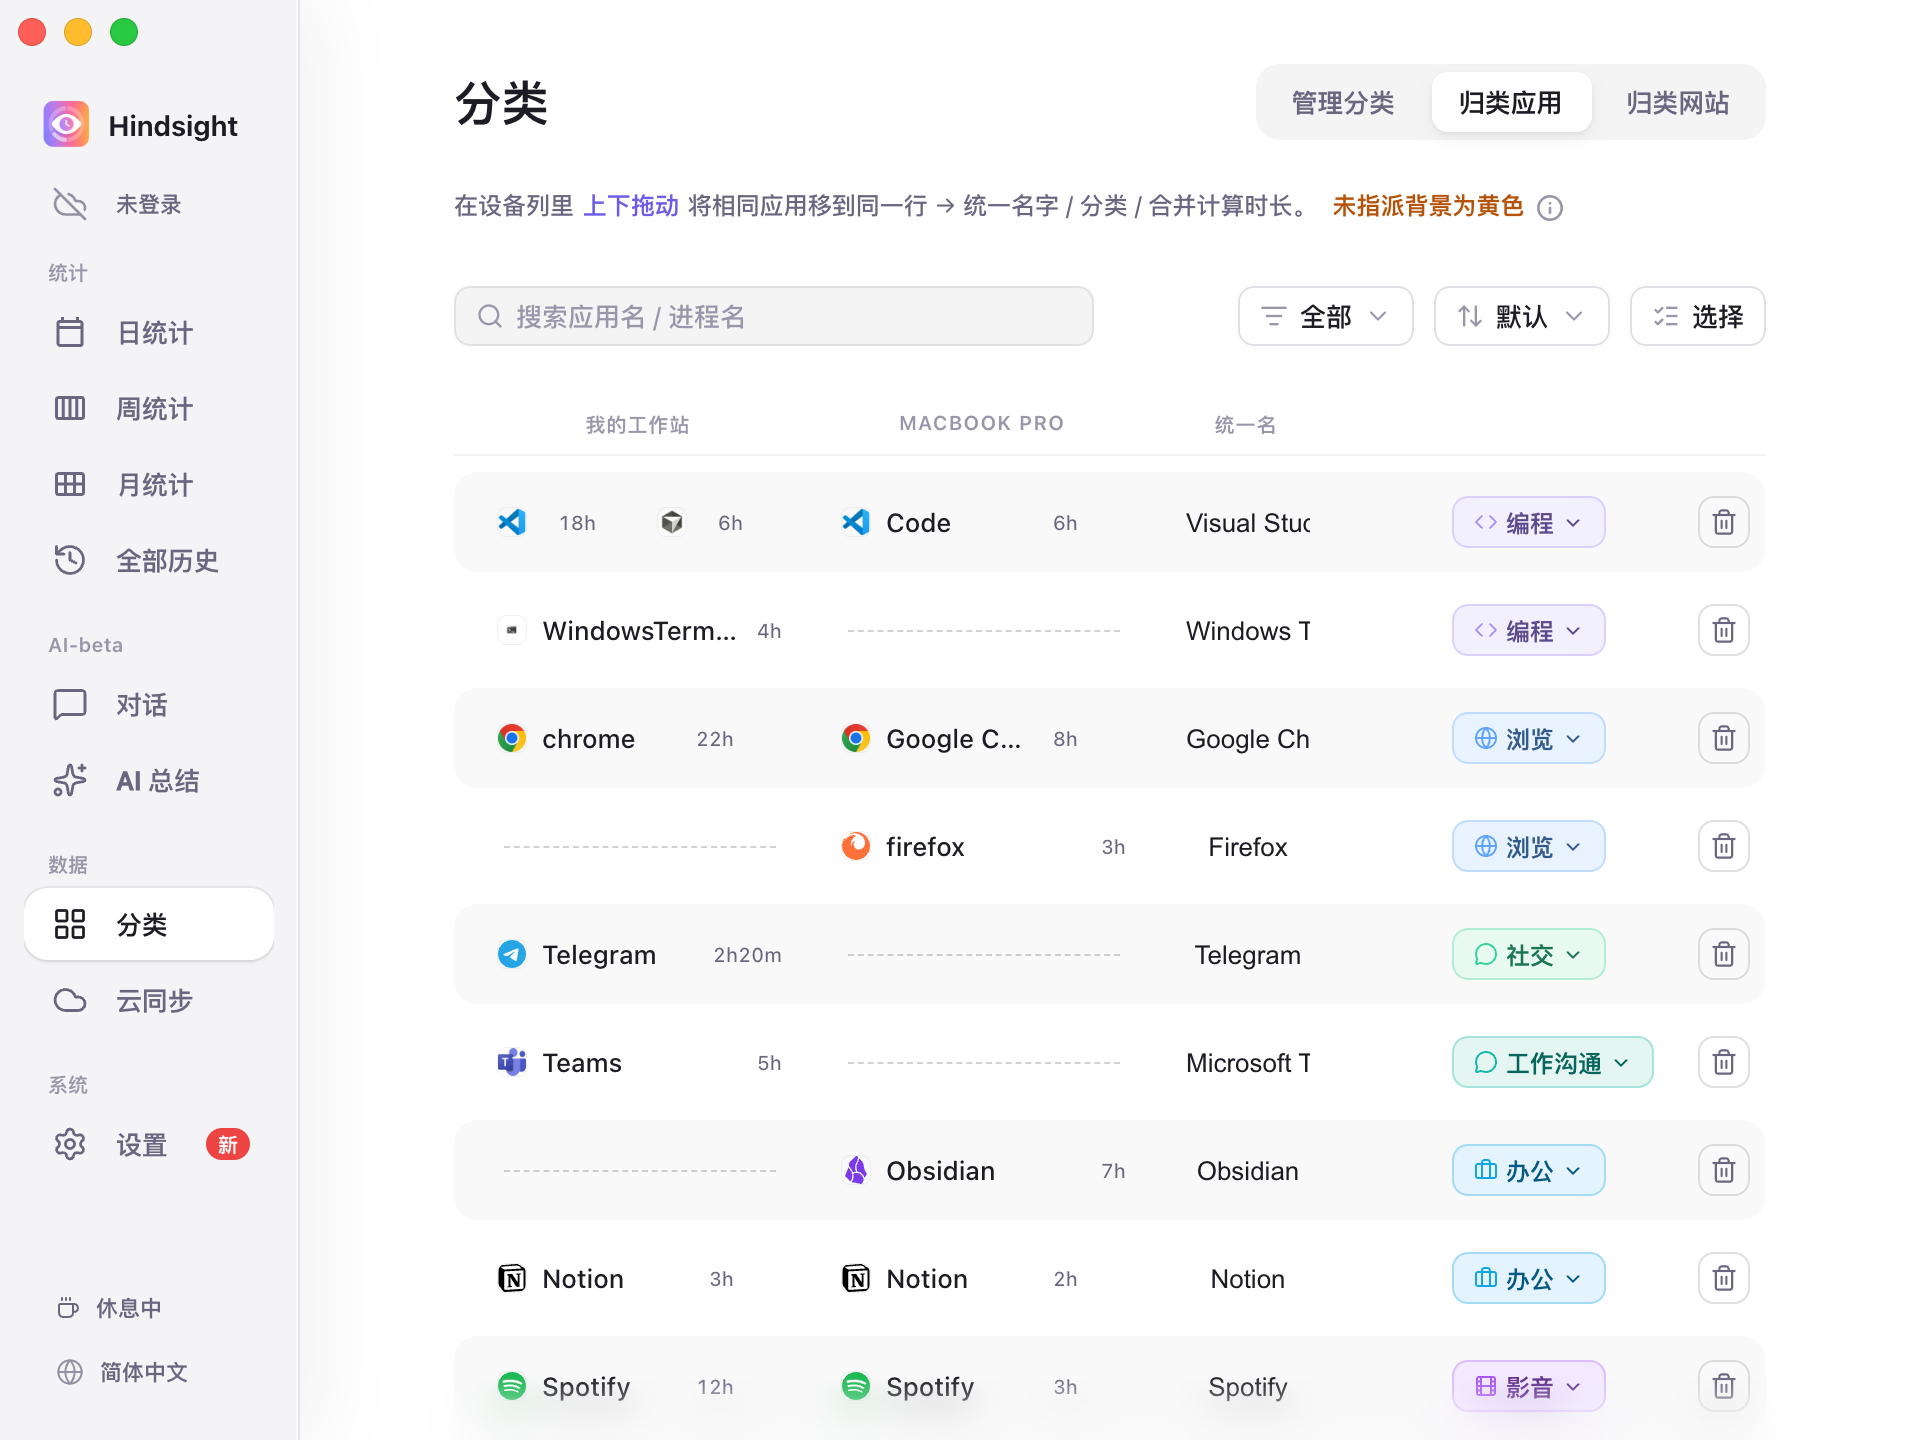 Hindsight
未登录
统计
日统计
周统计
月统计
全部历史
AI-beta
对话
AI 总结
数据
分类
云同步
系统
设置 新
休息中
简体中文
分类
管理分类 归类应用 归类网站
在设备列里 上下拖动 将相同应用移到同一行 → 统一名字 / 分类 / 合并计算时长。 未指派背景为黄色
搜索应用名 / 进程名 全部 默认 选择
我的工作站 MACBOOK PRO 统一名
18h 6h Code 6h Visual Stuc 编程
WindowsTerm... 4h Windows T 编程
chrome 22h Google C... 8h Google Ch 浏览
firefox 3h Firefox 浏览
Telegram 2h20m Telegram 社交
Teams 5h Microsoft T 工作沟通
Obsidian 7h Obsidian 办公
Notion 3h Notion 2h Notion 办公
Spotify 12h Spotify 3h Spotify 影音